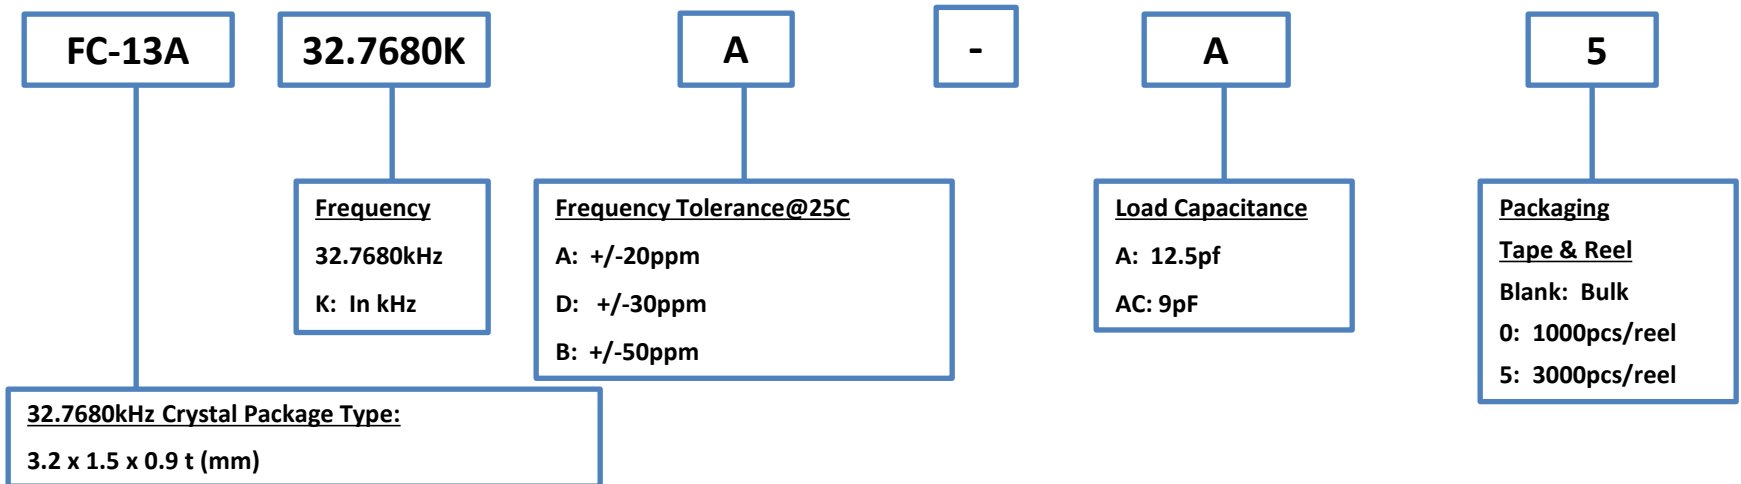 FC-13A
32.7680K
A
-
A
5
Frequency
32.7680kHz
K: In kHz
Frequency Tolerance@25C
A: +/-20ppm
D: +/-30ppm
B: +/-50ppm
Load Capacitance
A: 12.5pf
AC: 9pF
Packaging
Tape & Reel
Blank: Bulk
0: 1000pcs/reel
5: 3000pcs/reel
32.7680kHz Crystal Package Type:
3.2 x 1.5 x 0.9 t (mm)